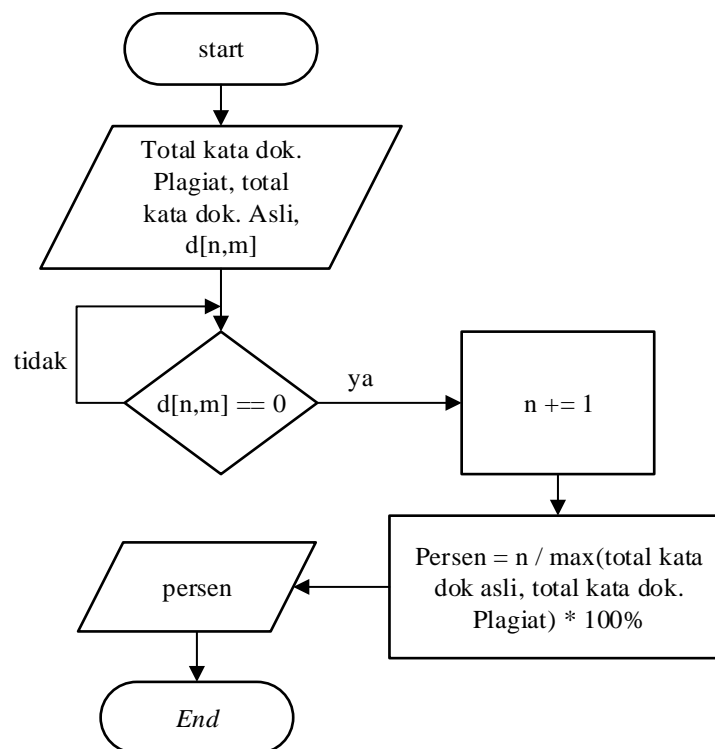 start
Total kata dok.
Plagiat, total
kata dok. Asli,
d[n,m]
tidak
d[n,m] == 0
ya
n += 1
Persen = n / max(total kata
dok asli, total kata dok.
Plagiat) * 100%
persen
End